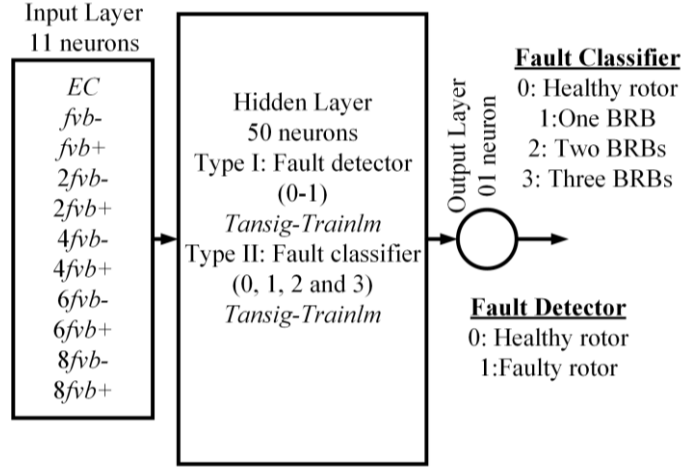 Input Layer
11 neurons
EC
fvb-
fvb+
2fvb-
2fvb+
4fvb-
4fvb+
6fvb-
6fvb+
8fvb-
8fvb+
Hidden Layer
50 neurons
Type I: Fault detector
(0-1)
Tansig-Trainlm
Type II: Fault classifier
(0, 1, 2 and 3)
Tansig-Trainlm
Output Layer
01 neuron
Fault Classifier
0: Healthy rotor
1:One BRB
2: Two BRBs
3: Three BRBs
Fault Detector
0: Healthy rotor
1:Faulty rotor